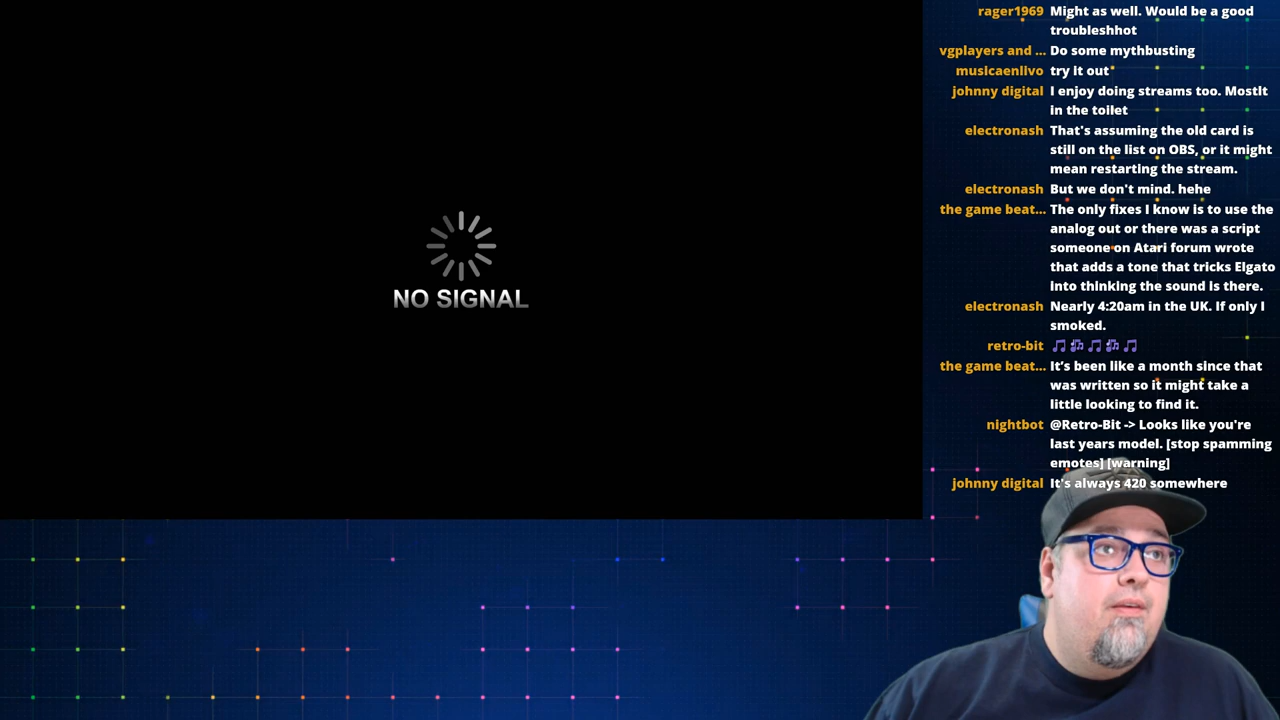 rager1969 Might as well. Would be a good
troubleshhot
vgplayers and ... Do some mythbusting
musicaenlivo try it out
johnny digital I enjoy doing streams too. Mostlt
in the toilet
electronash That's assuming the old card is
still on the list on OBS, or it might
mean restarting the stream.
electronash But we don't mind. hehe
the game beat... The only fixes I know is to use the
analog out or there was a script
someone on Atari forum wrote
that adds a tone that tricks Elgato
into thinking the sound is there.
electronash Nearly 4:20am in the UK. If only I
smoked.
retro-bit 🎵🎶🎵🎶🎵
the game beat... It's been like a month since that
was written so it might take a
little looking to find it.
nightbot @Retro-Bit -> Looks like you're
last years model. [stop spamming
emotes] [warning]
johnny digital It's always 420 somewhere
NO SIGNAL